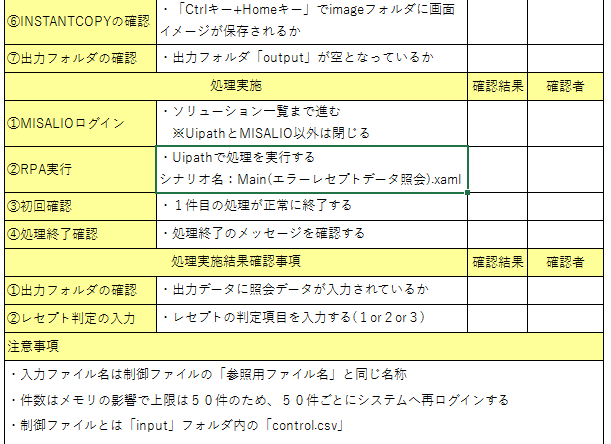 ⑥INSTANTCOPYの確認
・「Ctrlキー+Homeキー」でimageフォルダに画面
イメージが保存されるか
⑦出力フォルダの確認
・出力フォルダ「output」が空となっているか
処理実施
確認結果
確認者
①MISALIOログイン
・ソリューション一覧まで進む
※UipathとMISALIO以外は閉じる
②RPA実行
・Uipathで処理を実行する
シナリオ名：Main(エラーレセプトデータ照会).xaml
③初回確認
・１件目の処理が正常に終了する
④処理終了確認
・処理終了のメッセージを確認する
処理実施結果確認事項
確認結果
確認者
①出力フォルダの確認
・出力データに照会データが入力されているか
②レセプト判定の入力
・レセプトの判定項目を入力する(１or２or３)
注意事項
・入力ファイル名は制御ファイルの「参照用ファイル名」と同じ名称
・件数はメモリの影響で上限は５０件のため、５０件ごとにシステムへ再ログインする
・制御ファイルとは「input」フォルダ内の「control.csv」